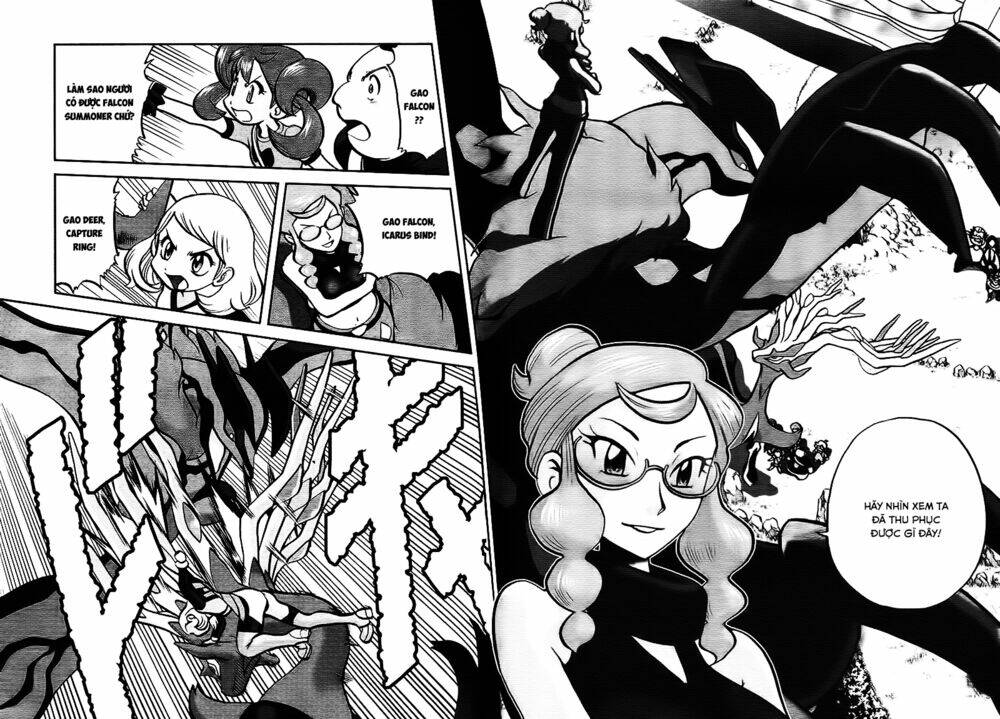 LÀM SAO NGƯƠI
CÓ ĐƯỢC FALCON
SUMMONER CHỨ?
GAO
FALCON
??
GAO DEER,
CAPTURE
RING!
GAO FALCON,
ICARUS BIND!
HÃY NHÌN XEM TA
ĐÃ THU PHỤC
ĐƯỢC GÌ ĐÂY!